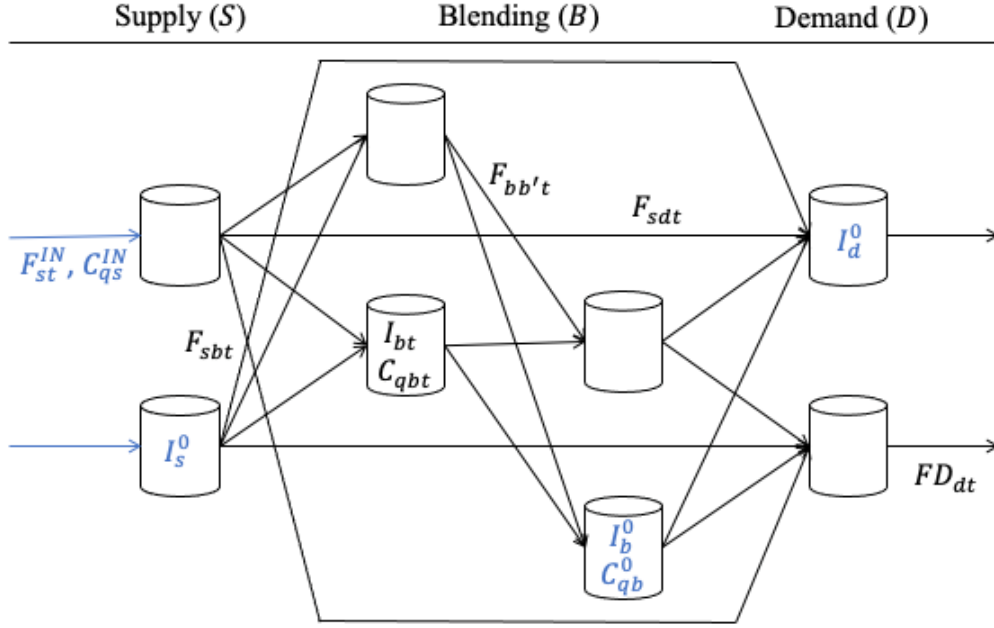 Supply (S)
Blending (B)
Demand (D)
F_{bb't}
F_{sdt}
I_d^0
F_{st}^{IN}, C_{qs}^{IN}
F_{sbt}
I_{bt}
C_{qbt}
I_s^0
FD_{dt}
I_b^0
C_{qb}^0